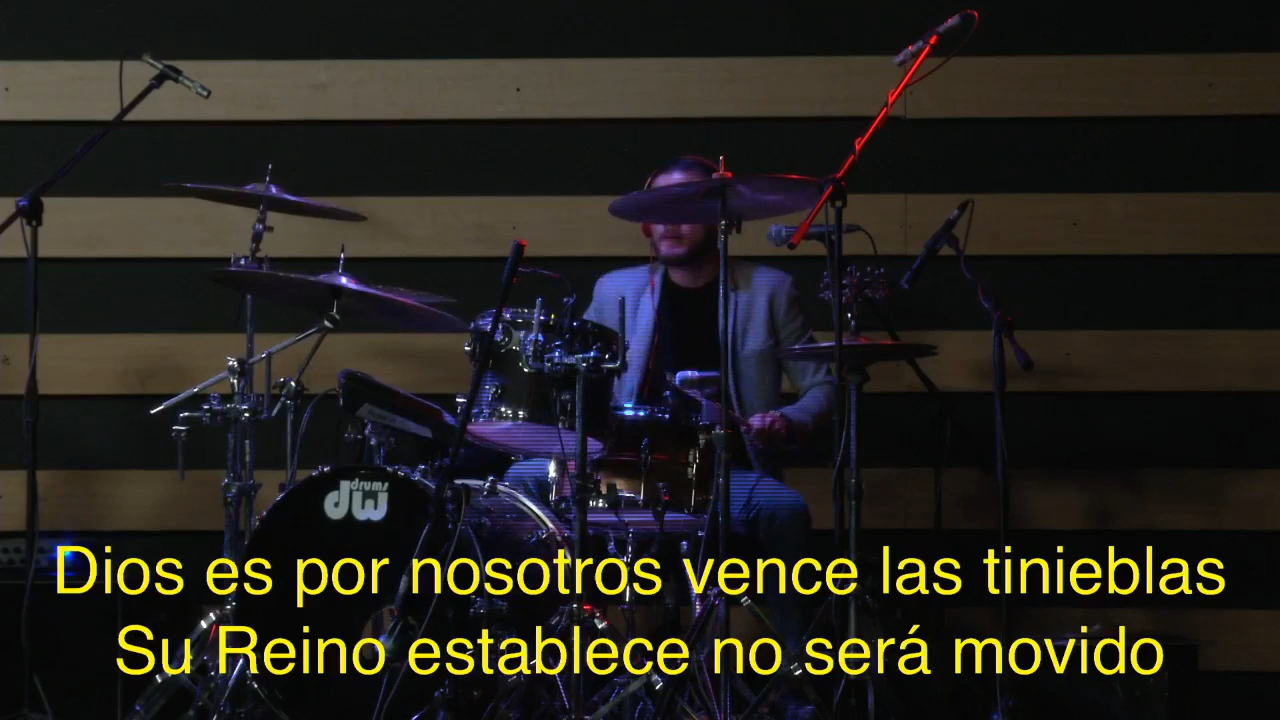 drums
dw
Dios es por nosotros vence las tinieblas
Su Reino establece no será movido